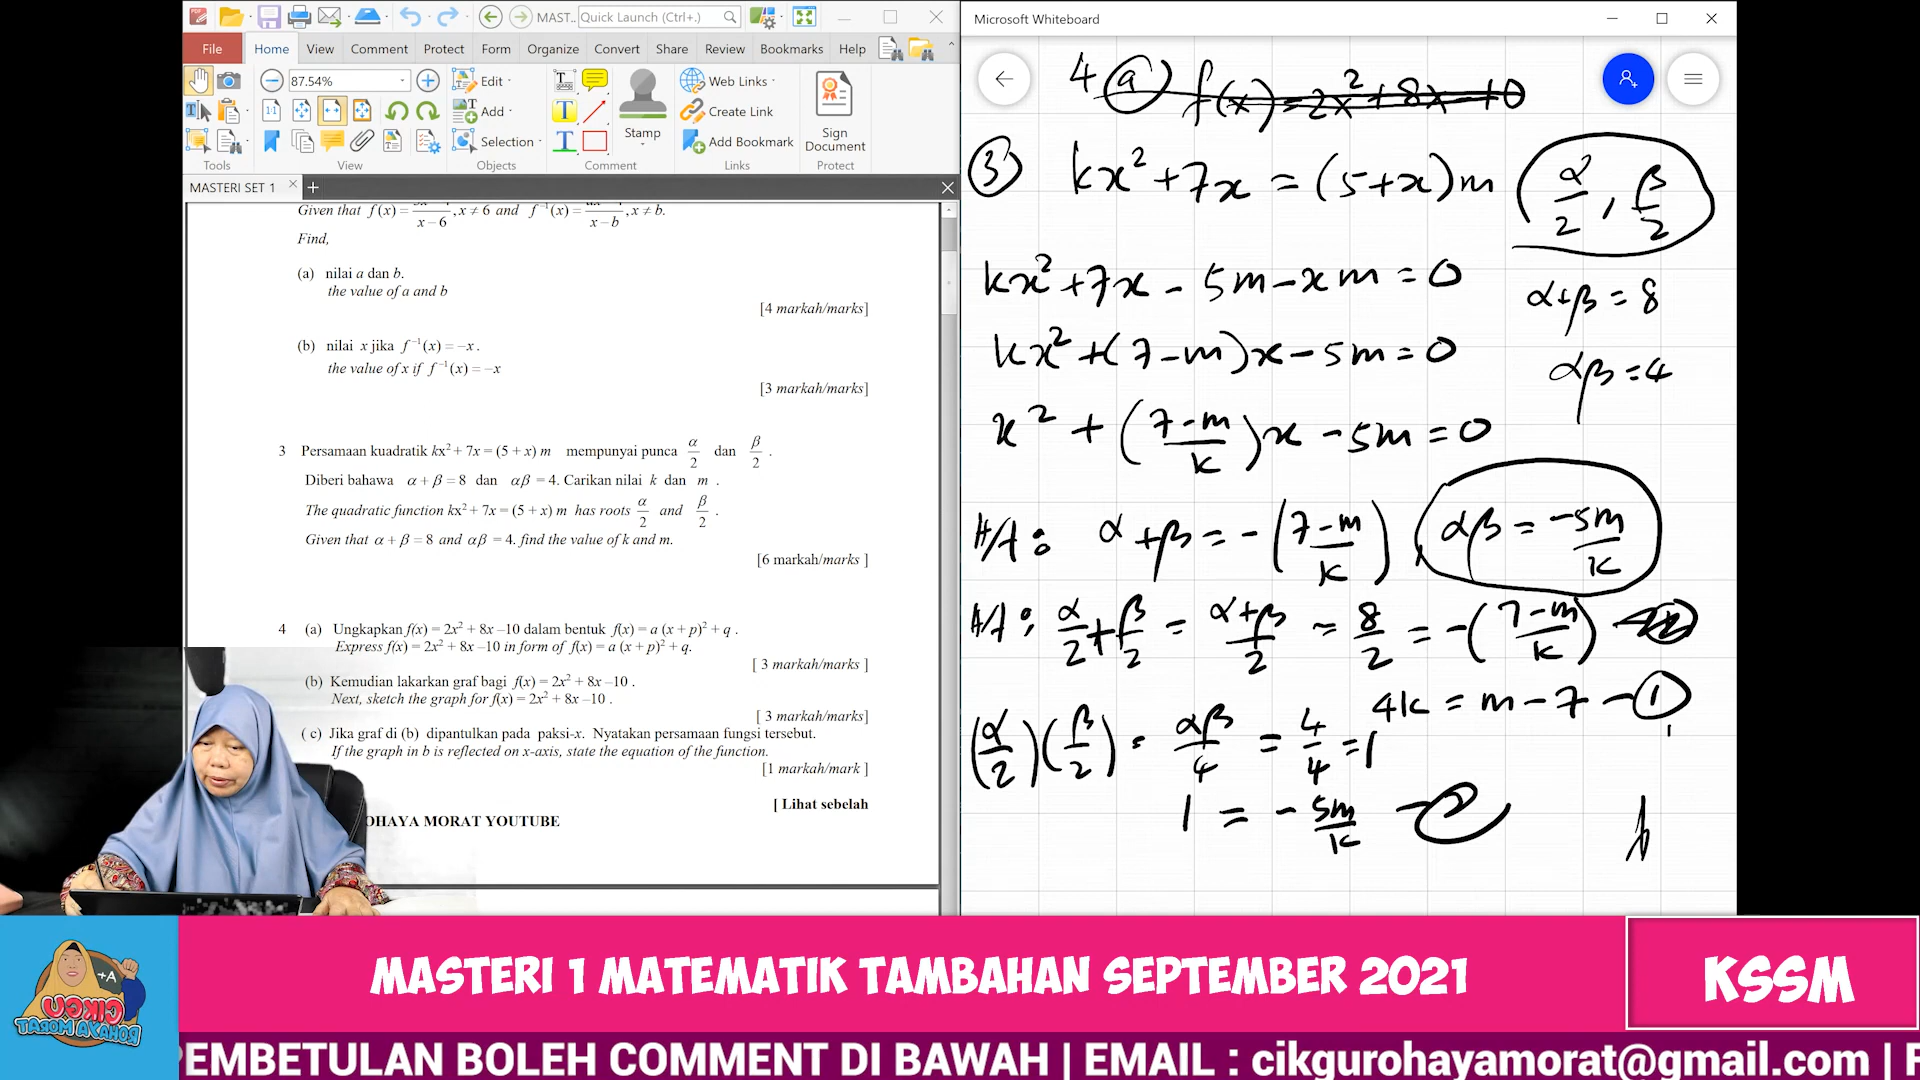 MAST..
Quick Launch (Ctrl+.)
File Home View Comment Protect Form Organize Convert Share Review Bookmarks Help
87.54%
Edit
Add
Selection
Stamp
Web Links
Create Link
Add Bookmark
Sign
Document
Tools View Objects Comment Links Protect
MASTERI SET 1
x−6 , x ≠ 6 and f⁻¹(x) = x−b , x ≠ b.
Given that f(x) =
Find,
(a) nilai a dan b.
the value of a and b
[4 markah/marks]
(b) nilai x jika f⁻¹(x) = −x .
the value of x if f⁻¹(x) = −x
[3 markah/marks]
3 Persamaan kuadratik kx² + 7x = (5 + x) m mempunyai punca α/2 dan β/2 .
Diberi bahawa α + β = 8 dan αβ = 4. Carikan nilai k dan m .
The quadratic function kx² + 7x = (5 + x) m has roots α/2 and β/2 .
Given that α + β = 8 and αβ = 4. find the value of k and m.
[6 markah/marks ]
4 (a) Ungkapkan f(x) = 2x² + 8x –10 dalam bentuk f(x) = a (x + p)² + q .
Express f(x) = 2x² + 8x –10 in form of f(x) = a (x + p)² + q.
[ 3 markah/marks ]
(b) Kemudian lakarkan graf bagi f(x) = 2x² + 8x –10 .
Next, sketch the graph for f(x) = 2x² + 8x –10 .
[ 3 markah/marks]
( c) Jika graf di (b) dipantulkan pada paksi-x. Nyatakan persamaan fungsi tersebut.
If the graph in b is reflected on x-axis, state the equation of the function.
[1 markah/mark ]
[ Lihat sebelah
OHAYA MORAT YOUTUBE
Microsoft Whiteboard
4 (a) f(x) = 2x² + 8x − 10
(3) kx² + 7x = (5+x)m
α/2 , β/2
kx² + 7x − 5m − xm = 0
α+β = 8
kx² + (7−m)x − 5m = 0
αβ = 4
x² + (7−m/k)x − 5m = 0
α+β = −(7−m/k)
αβ = −5m/k
α/2 + β/2 = α+β/2 = 8/2 = −(7−m/k)
4k = m − 7 − (1)
(α/2)(β/2) = αβ/4 = 4/4 = 1
1 = −5m/k − (2)
+A
CIKGU
ROHAYA MORAT
MASTERI 1 MATEMATIK TAMBAHAN SEPTEMBER 2021
KSSM
PEMBETULAN BOLEH COMMENT DI BAWAH | EMAIL : cikgurohayamorat@gmail.com | F